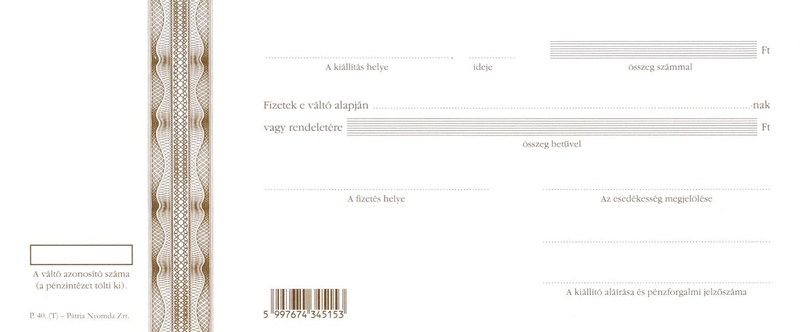 Ft
A kiállítás helye
ideje
összeg számmal
Fizetek e váltó alapján -nak
vagy rendeletére Ft
összeg betűvel
A fizetés helye
Az esedékesség megjelölése
A váltó azonosító száma
(a pénzintézet tölti ki).
A kiállító aláírása és pénzforgalmi jelzőszáma
P. 40. (T) – Pátria Nyomda Zrt.
5 997674 345153